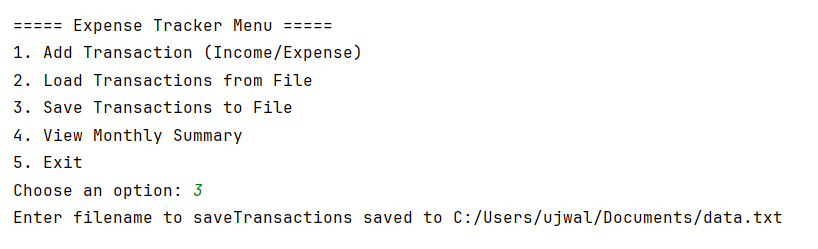 ===== Expense Tracker Menu =====
1. Add Transaction (Income/Expense)
2. Load Transactions from File
3. Save Transactions to File
4. View Monthly Summary
5. Exit
Choose an option: 3
Enter filename to saveTransactions saved to C:/Users/ujwal/Documents/data.txt